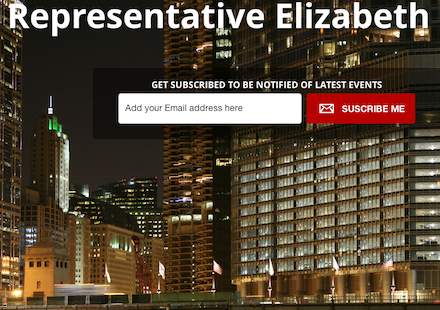 Representative Elizabeth
GET SUBSCRIBED TO BE NOTIFIED OF LATEST EVENTS
Add your Email address here
SUSCRIBE ME